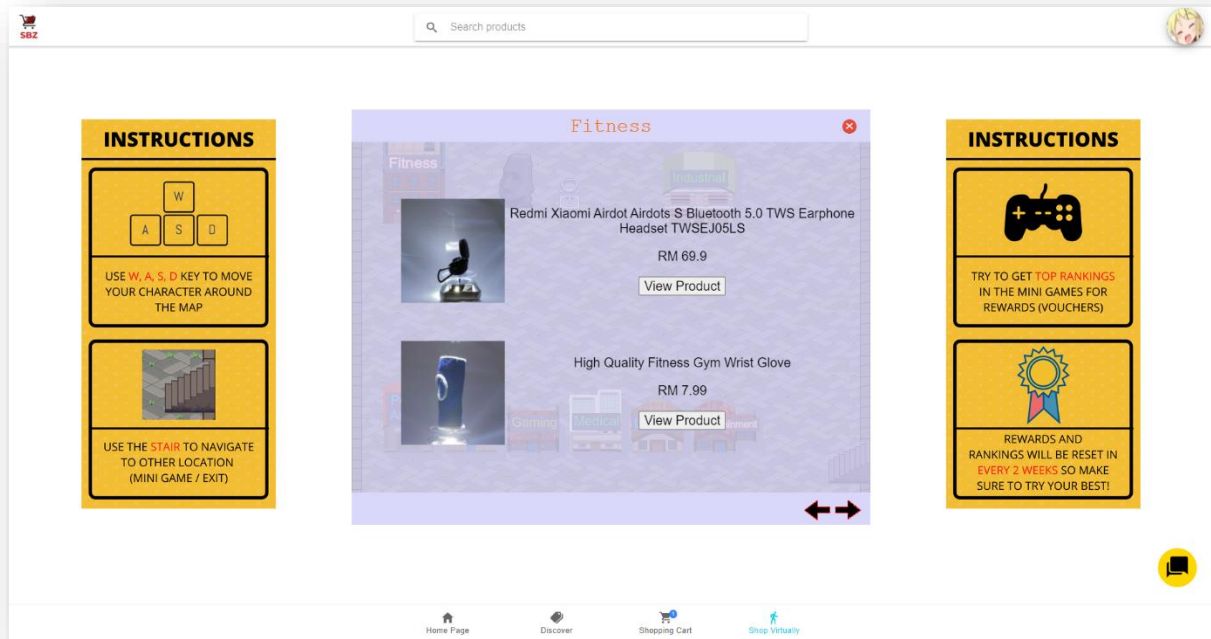 SBZ
Search products
INSTRUCTIONS
W
A S D
USE W, A, S, D KEY TO MOVE
YOUR CHARACTER AROUND
THE MAP
USE THE STAIR TO NAVIGATE
TO OTHER LOCATION
(MINI GAME / EXIT)
Fitness
Fitness
Industrial
Redmi Xiaomi Airdot Airdots S Bluetooth 5.0 TWS Earphone
Headset TWSEJ05LS
RM 69.9
View Product
High Quality Fitness Gym Wrist Glove
RM 7.99
View Product
Gaming
Medical
INSTRUCTIONS
TRY TO GET TOP RANKINGS
IN THE MINI GAMES FOR
REWARDS (VOUCHERS)
REWARDS AND
RANKINGS WILL BE RESET IN
EVERY 2 WEEKS SO MAKE
SURE TO TRY YOUR BEST!
Home Page
Discover
Shopping Cart
Shop Virtually